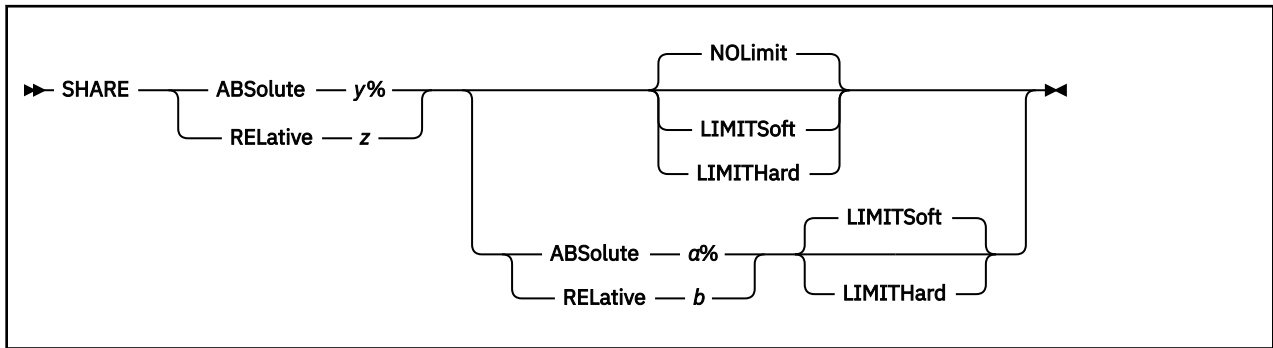 NOLimit
SHARE ABSolute y%
RELative z
LIMITSoft
LIMITHard
LIMITSoft
ABSolute a%
RELative b
LIMITHard